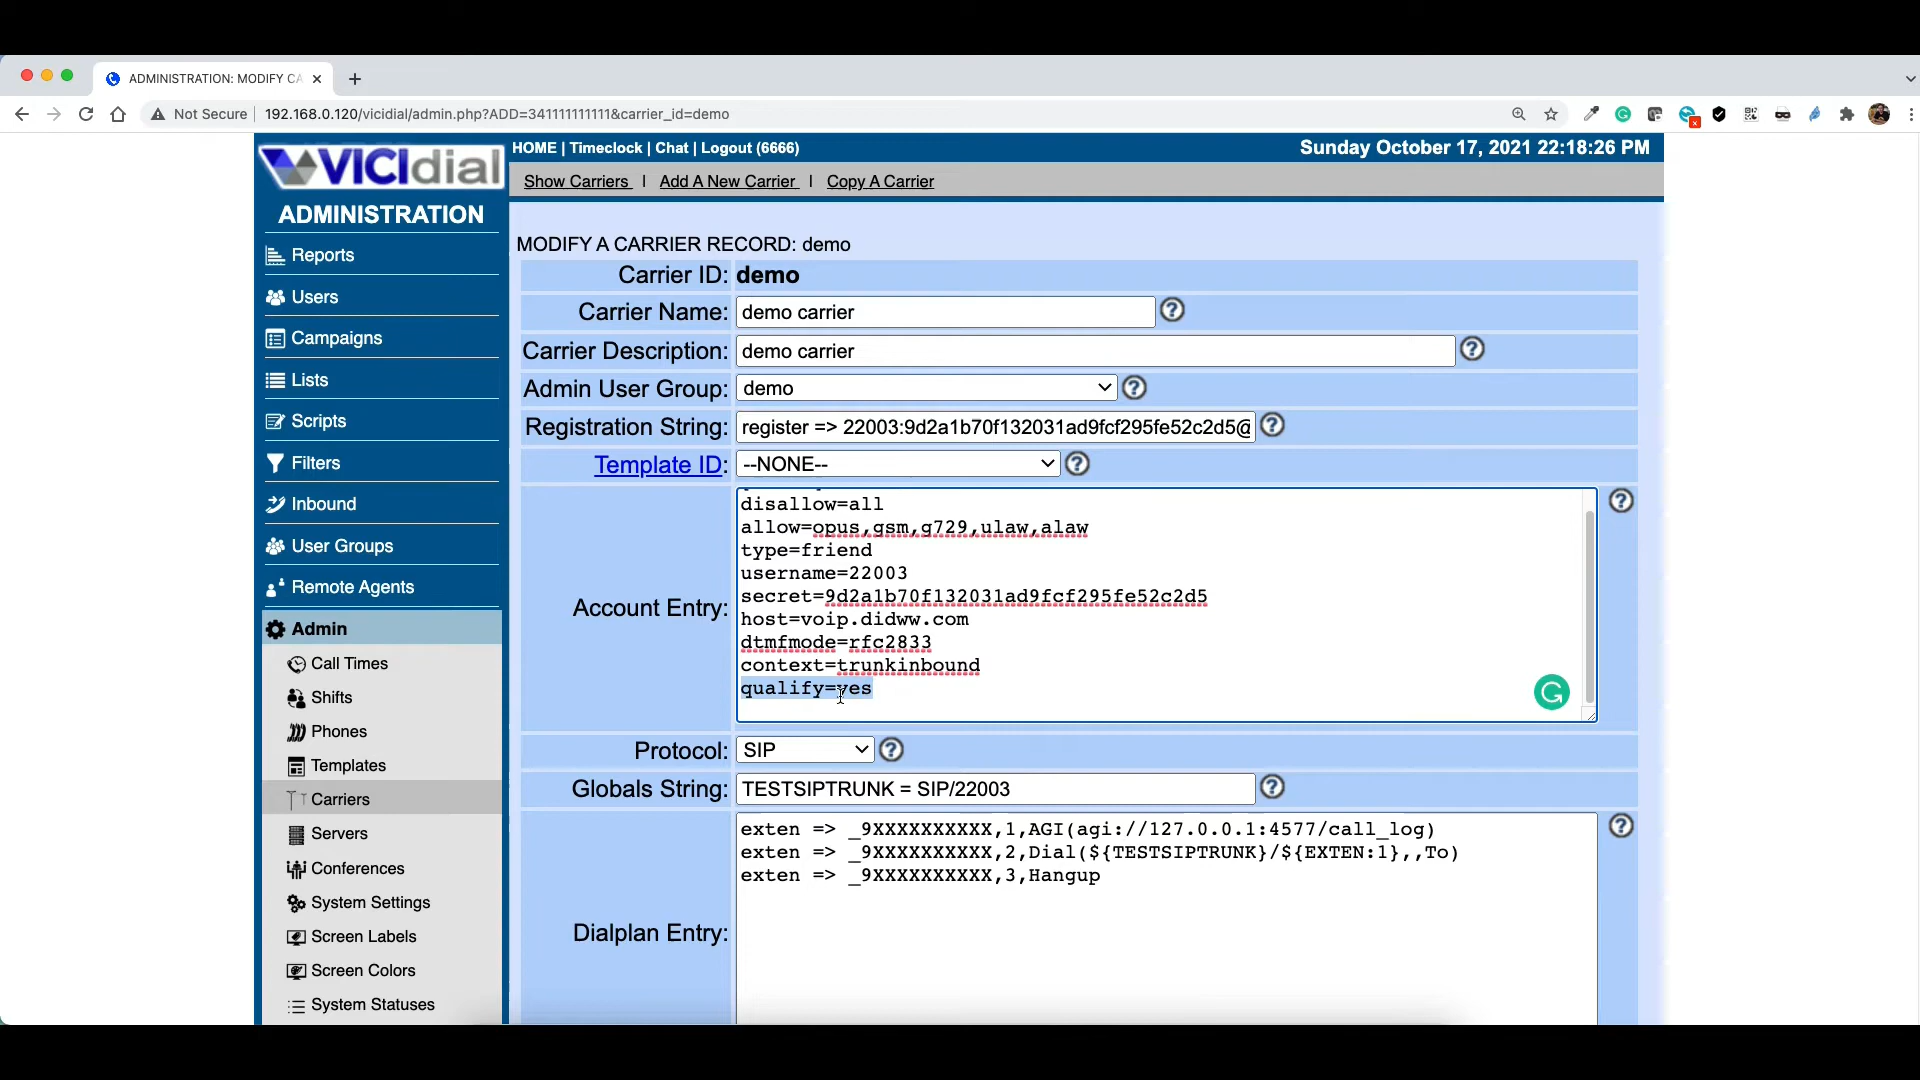 ADMINISTRATION: MODIFY CA
Not Secure
192.168.0.120/vicidial/admin.php?ADD=341111111111&carrier_id=demo
VICIdial
HOME | Timeclock | Chat | Logout (6666)
Sunday October 17, 2021 22:18:26 PM
Show Carriers | Add A New Carrier | Copy A Carrier
ADMINISTRATION
Reports
Users
Campaigns
Lists
Scripts
Filters
Inbound
User Groups
Remote Agents
Admin
Call Times
Shifts
Phones
Templates
Carriers
Servers
Conferences
System Settings
Screen Labels
Screen Colors
System Statuses
MODIFY A CARRIER RECORD: demo
Carrier ID: demo
Carrier Name: demo carrier
Carrier Description: demo carrier
Admin User Group: demo
Registration String: register => 22003:9d2a1b70f132031ad9fcf295fe52c2d5@
Template ID: --NONE--
Account Entry:
disallow=all
allow=opus,gsm,g729,ulaw,alaw
type=friend
username=22003
secret=9d2a1b70f132031ad9fcf295fe52c2d5
host=voip.didww.com
dtmfmode=rfc2833
context=trunkinbound
qualify=yes
Protocol: SIP
Globals String: TESTSIPTRUNK = SIP/22003
Dialplan Entry:
exten => _9XXXXXXXXXX,1,AGI(agi://127.0.0.1:4577/call_log)
exten => _9XXXXXXXXXX,2,Dial(${TESTSIPTRUNK}/${EXTEN:1},,To)
exten => _9XXXXXXXXXX,3,Hangup